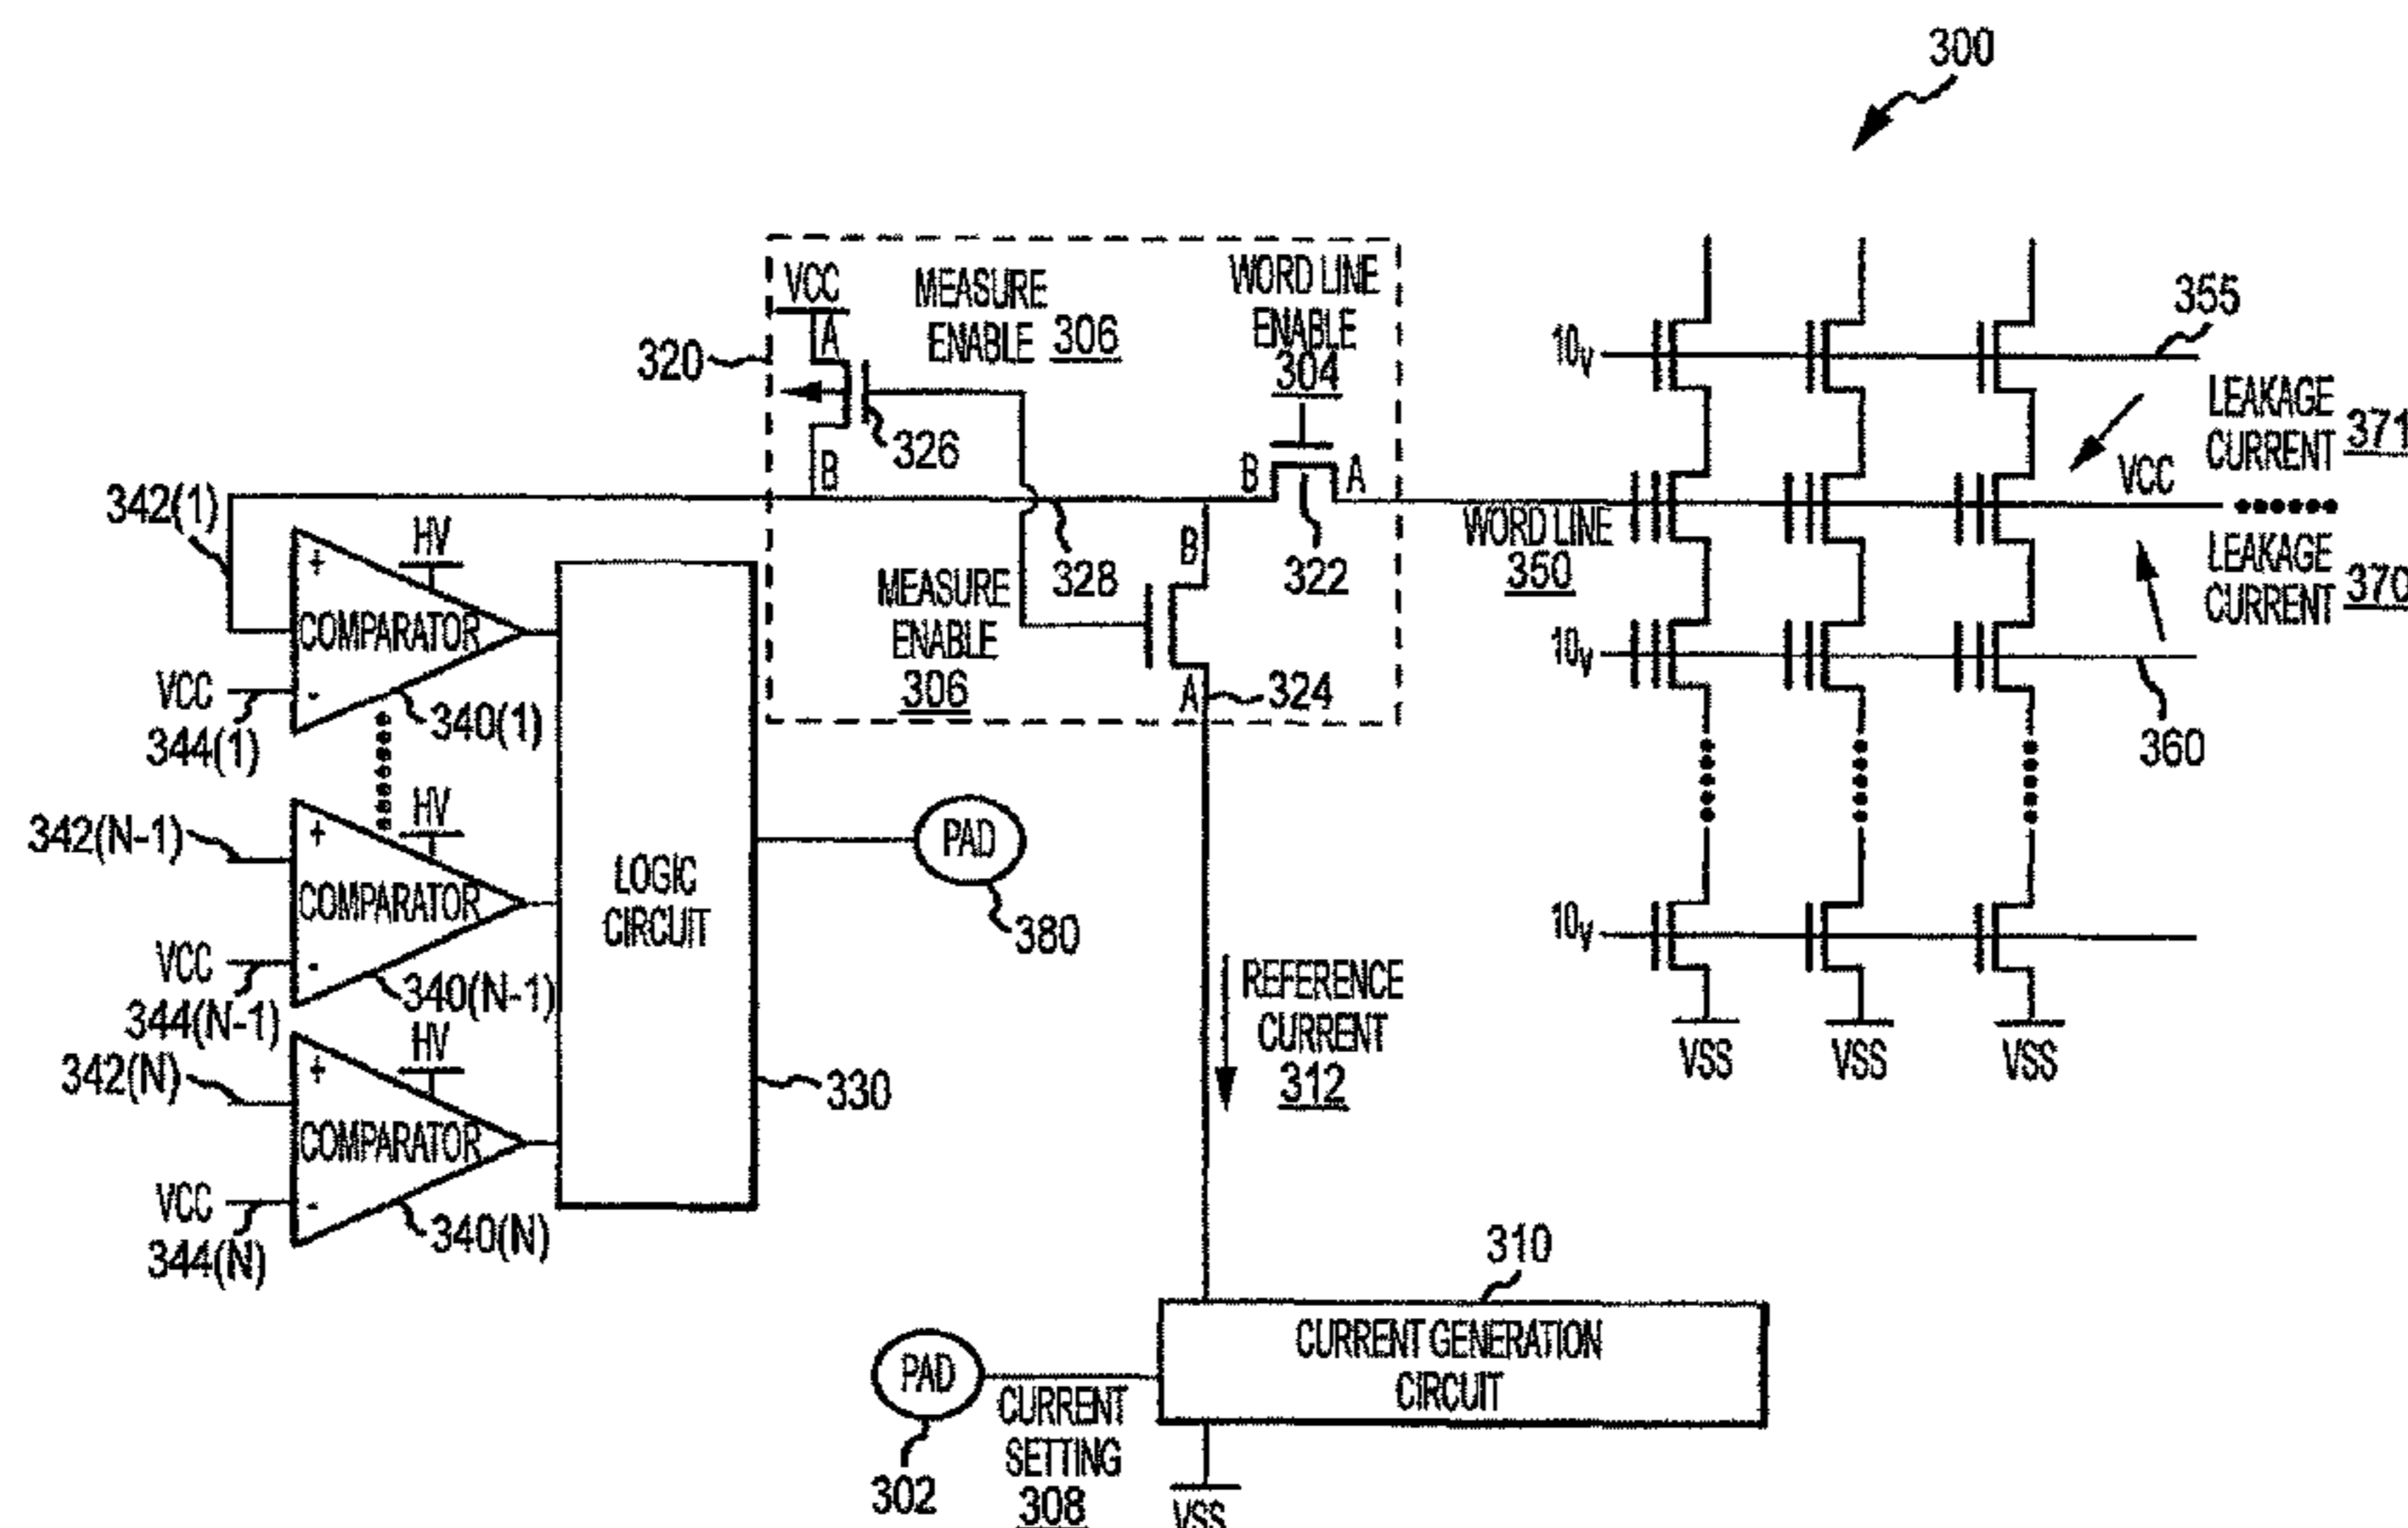 300
VCC
A
MEASURE
ENABLE 306
WORD LINE
ENABLE
304
320
326
B
B
A
10V
355
LEAKAGE
CURRENT 371
VCC
342(1)
HV
+
COMPARATOR
VCC
-
344(1)
340(1)
328
322
WORD LINE
350
B
MEASURE
ENABLE
306
A
324
LEAKAGE
CURRENT 370
10V
360
342(N-1)
HV
+
COMPARATOR
VCC
-
344(N-1)
340(N-1)
LOGIC
CIRCUIT
PAD
380
10V
VSS
VSS
VSS
REFERENCE
CURRENT
312
342(N)
HV
+
COMPARATOR
VCC
-
344(N)
340(N)
330
310
CURRENT GENERATION
CIRCUIT
PAD
302
CURRENT
SETTING
308
VSS